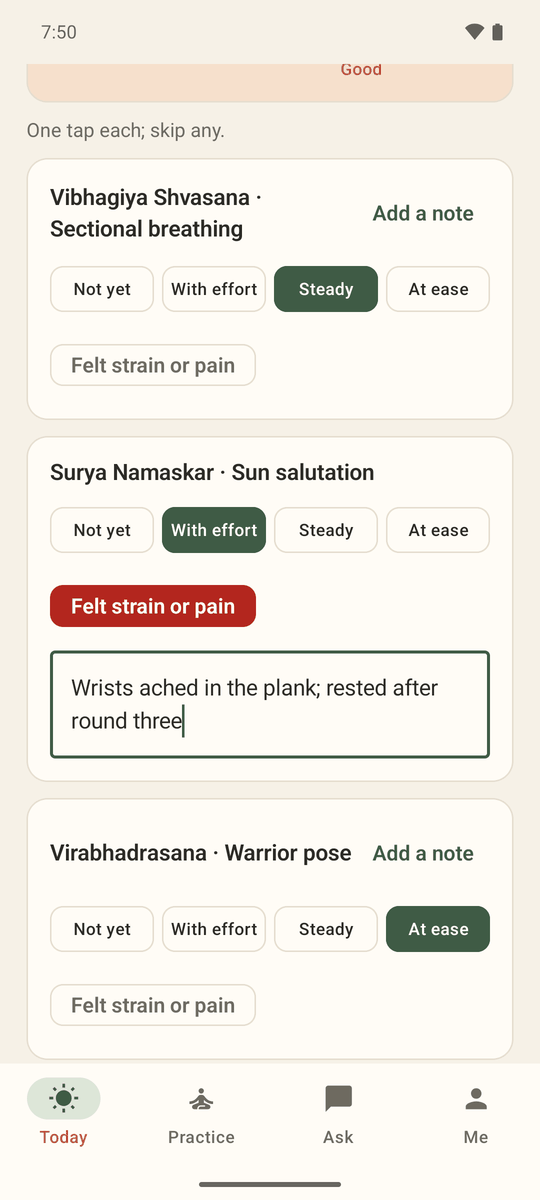 7:50
Good
One tap each; skip any.
Vibhagiya Shvasana ·
Sectional breathing
Add a note
Not yet
With effort
Steady
At ease
Felt strain or pain
Surya Namaskar · Sun salutation
Not yet
With effort
Steady
At ease
Felt strain or pain
Wrists ached in the plank; rested after
round three
Virabhadrasana · Warrior pose
Add a note
Not yet
With effort
Steady
At ease
Felt strain or pain
Today
Practice
Ask
Me